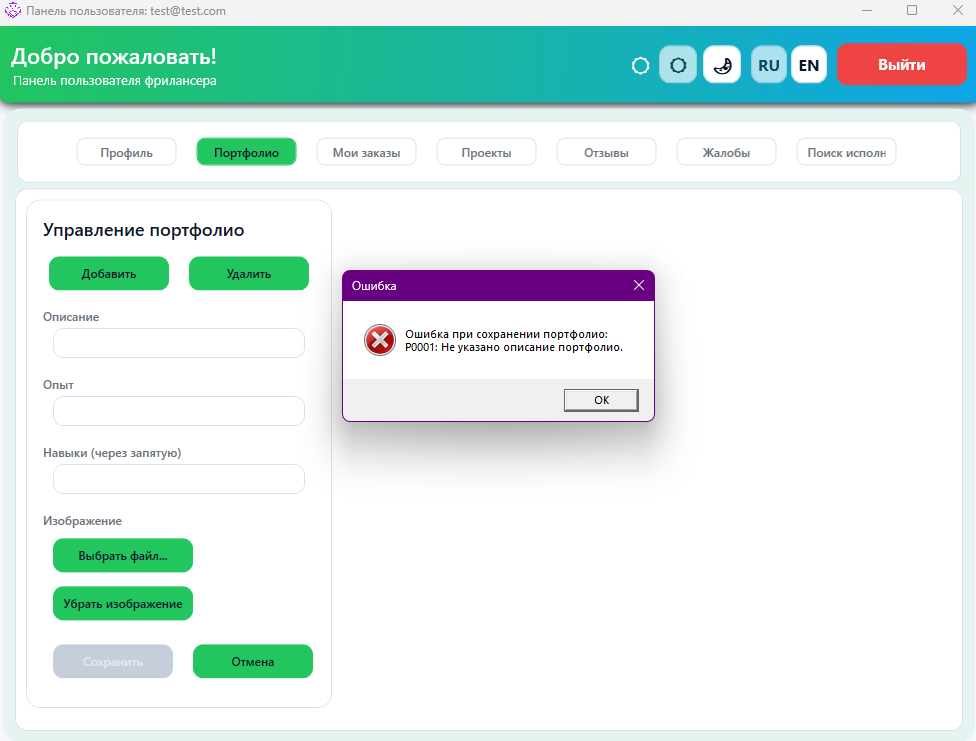 Панель пользователя: test@test.com
Добро пожаловать!
Панель пользователя фрилансера
RU
EN
Выйти
Профиль
Портфолио
Мои заказы
Проекты
Отзывы
Жалобы
Поиск исполн
Управление портфолио
Добавить
Удалить
Описание
Опыт
Навыки (через запятую)
Изображение
Выбрать файл...
Убрать изображение
Сохранить
Отмена
Ошибка
Ошибка при сохранении портфолио:
P0001: Не указано описание портфолио.
OK